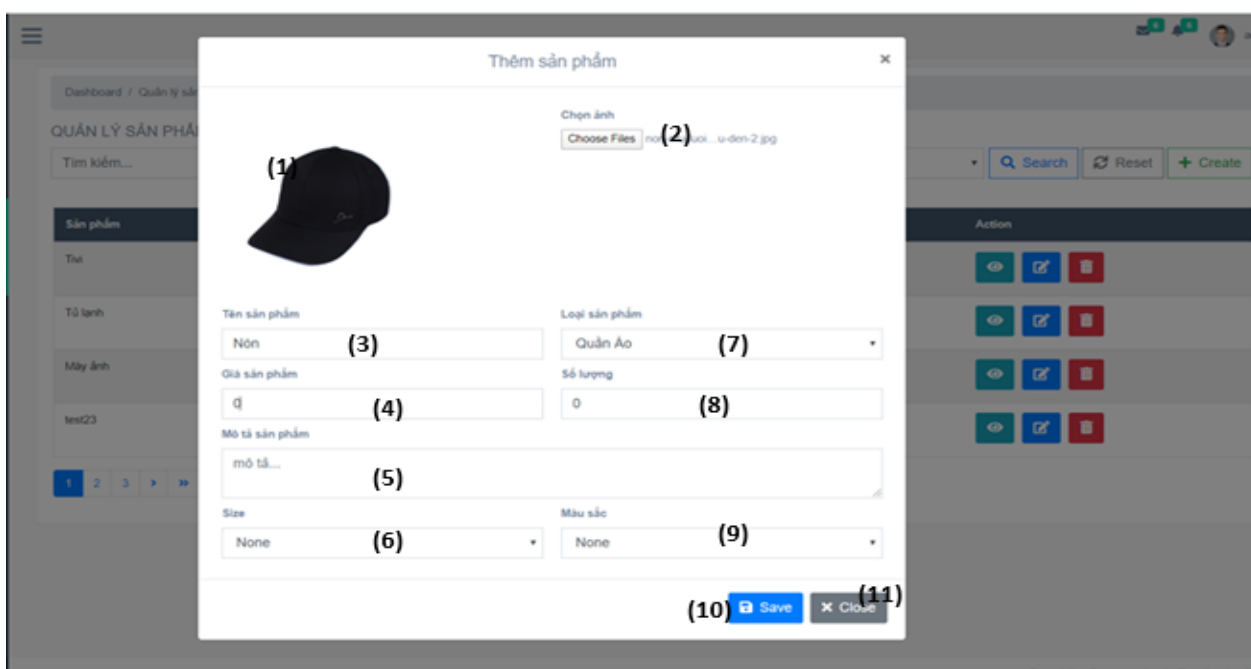 6 6
Thêm sản phẩm ×
Dashboard / Quản lý sản
Chọn ảnh
QUẢN LÝ SẢN PHẨ
Choose Files (2) u-den-2.jpg
(1)
Tìm kiếm... Search Reset + Create
Sản phẩm Action
Tivi
Tủ lạnh
Tên sản phẩm Loại sản phẩm
Nón (3) Quần Áo (7)
Máy ảnh
Giá sản phẩm Số lượng
0 (4) 0 (8)
test23
Mô tả sản phẩm
mô tả... (5)
1 2 3 > »
Size Màu sắc
None (6) None (9)
(10) Save × Close (11)